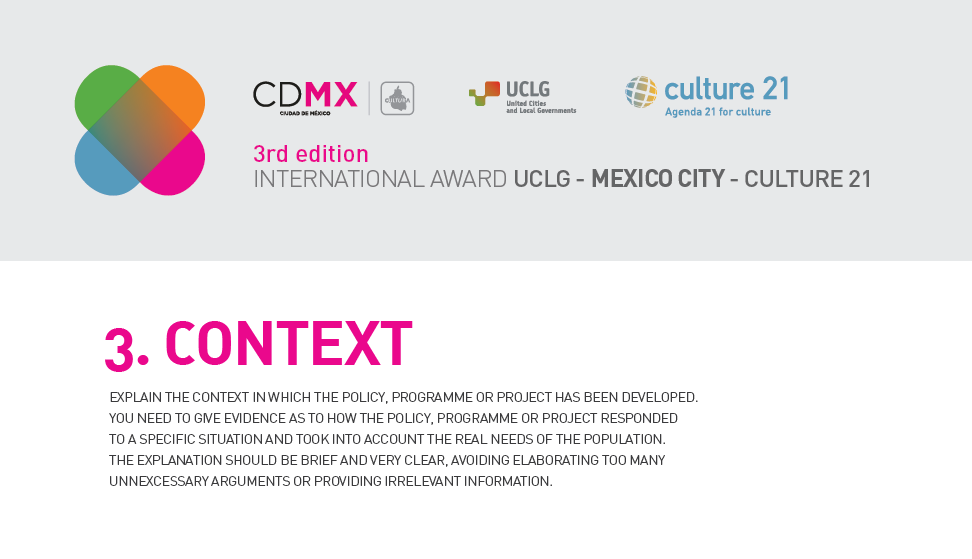 CDMX
CIUDAD DE MÉXICO
CULTURA
UCLG
United Cities
and Local Governments
culture 21
Agenda 21 for culture
3rd edition
INTERNATIONAL AWARD UCLG - MEXICO CITY - CULTURE 21
3. CONTEXT
EXPLAIN THE CONTEXT IN WHICH THE POLICY, PROGRAMME OR PROJECT HAS BEEN DEVELOPED.
YOU NEED TO GIVE EVIDENCE AS TO HOW THE POLICY, PROGRAMME OR PROJECT RESPONDED
TO A SPECIFIC SITUATION AND TOOK INTO ACCOUNT THE REAL NEEDS OF THE POPULATION.
THE EXPLANATION SHOULD BE BRIEF AND VERY CLEAR, AVOIDING ELABORATING TOO MANY
UNNEXCESSARY ARGUMENTS OR PROVIDING IRRELEVANT INFORMATION.